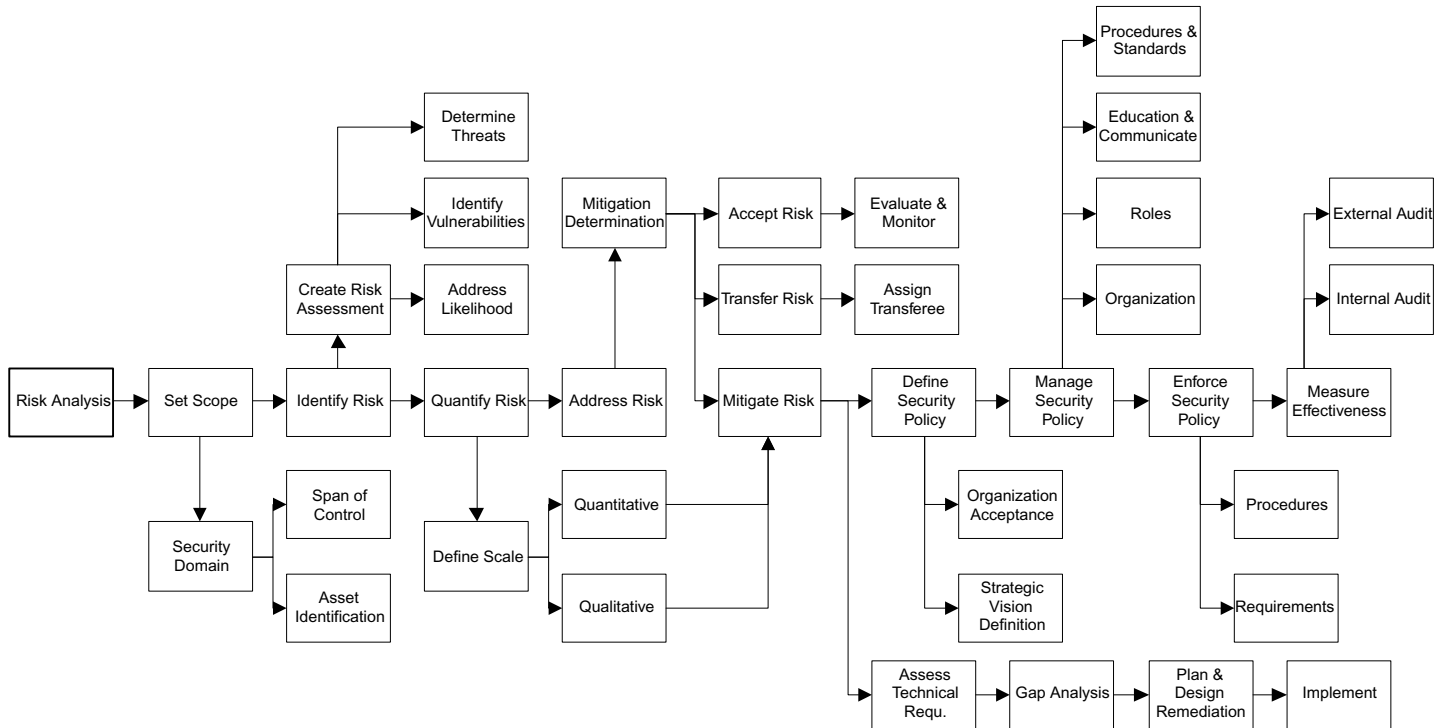 Procedures &
Standards
Determine
Threats
Education &
Communicate
Identify
Vulnerabilities
Mitigation
Determination
Accept Risk
Evaluate &
Monitor
Roles
External Audit
Create Risk
Assessment
Address
Likelihood
Transfer Risk
Assign
Transferee
Organization
Internal Audit
Risk Analysis
Set Scope
Identify Risk
Quantify Risk
Address Risk
Mitigate Risk
Define
Security
Policy
Manage
Security
Policy
Enforce
Security
Policy
Measure
Effectiveness
Span of
Control
Quantitative
Organization
Acceptance
Procedures
Security
Domain
Define Scale
Asset
Identification
Qualitative
Strategic
Vision
Definition
Requirements
Assess
Technical
Requ.
Gap Analysis
Plan &
Design
Remediation
Implement